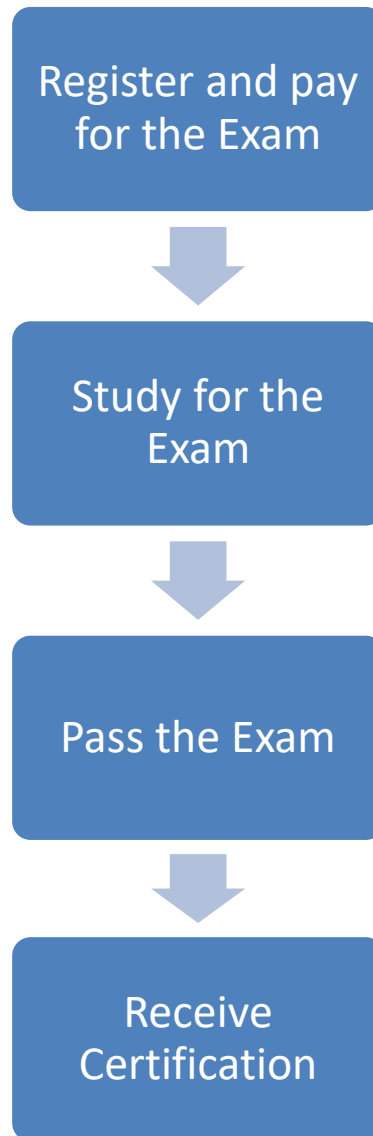 Register and pay
for the Exam
Study for the
Exam
Pass the Exam
Receive
Certification